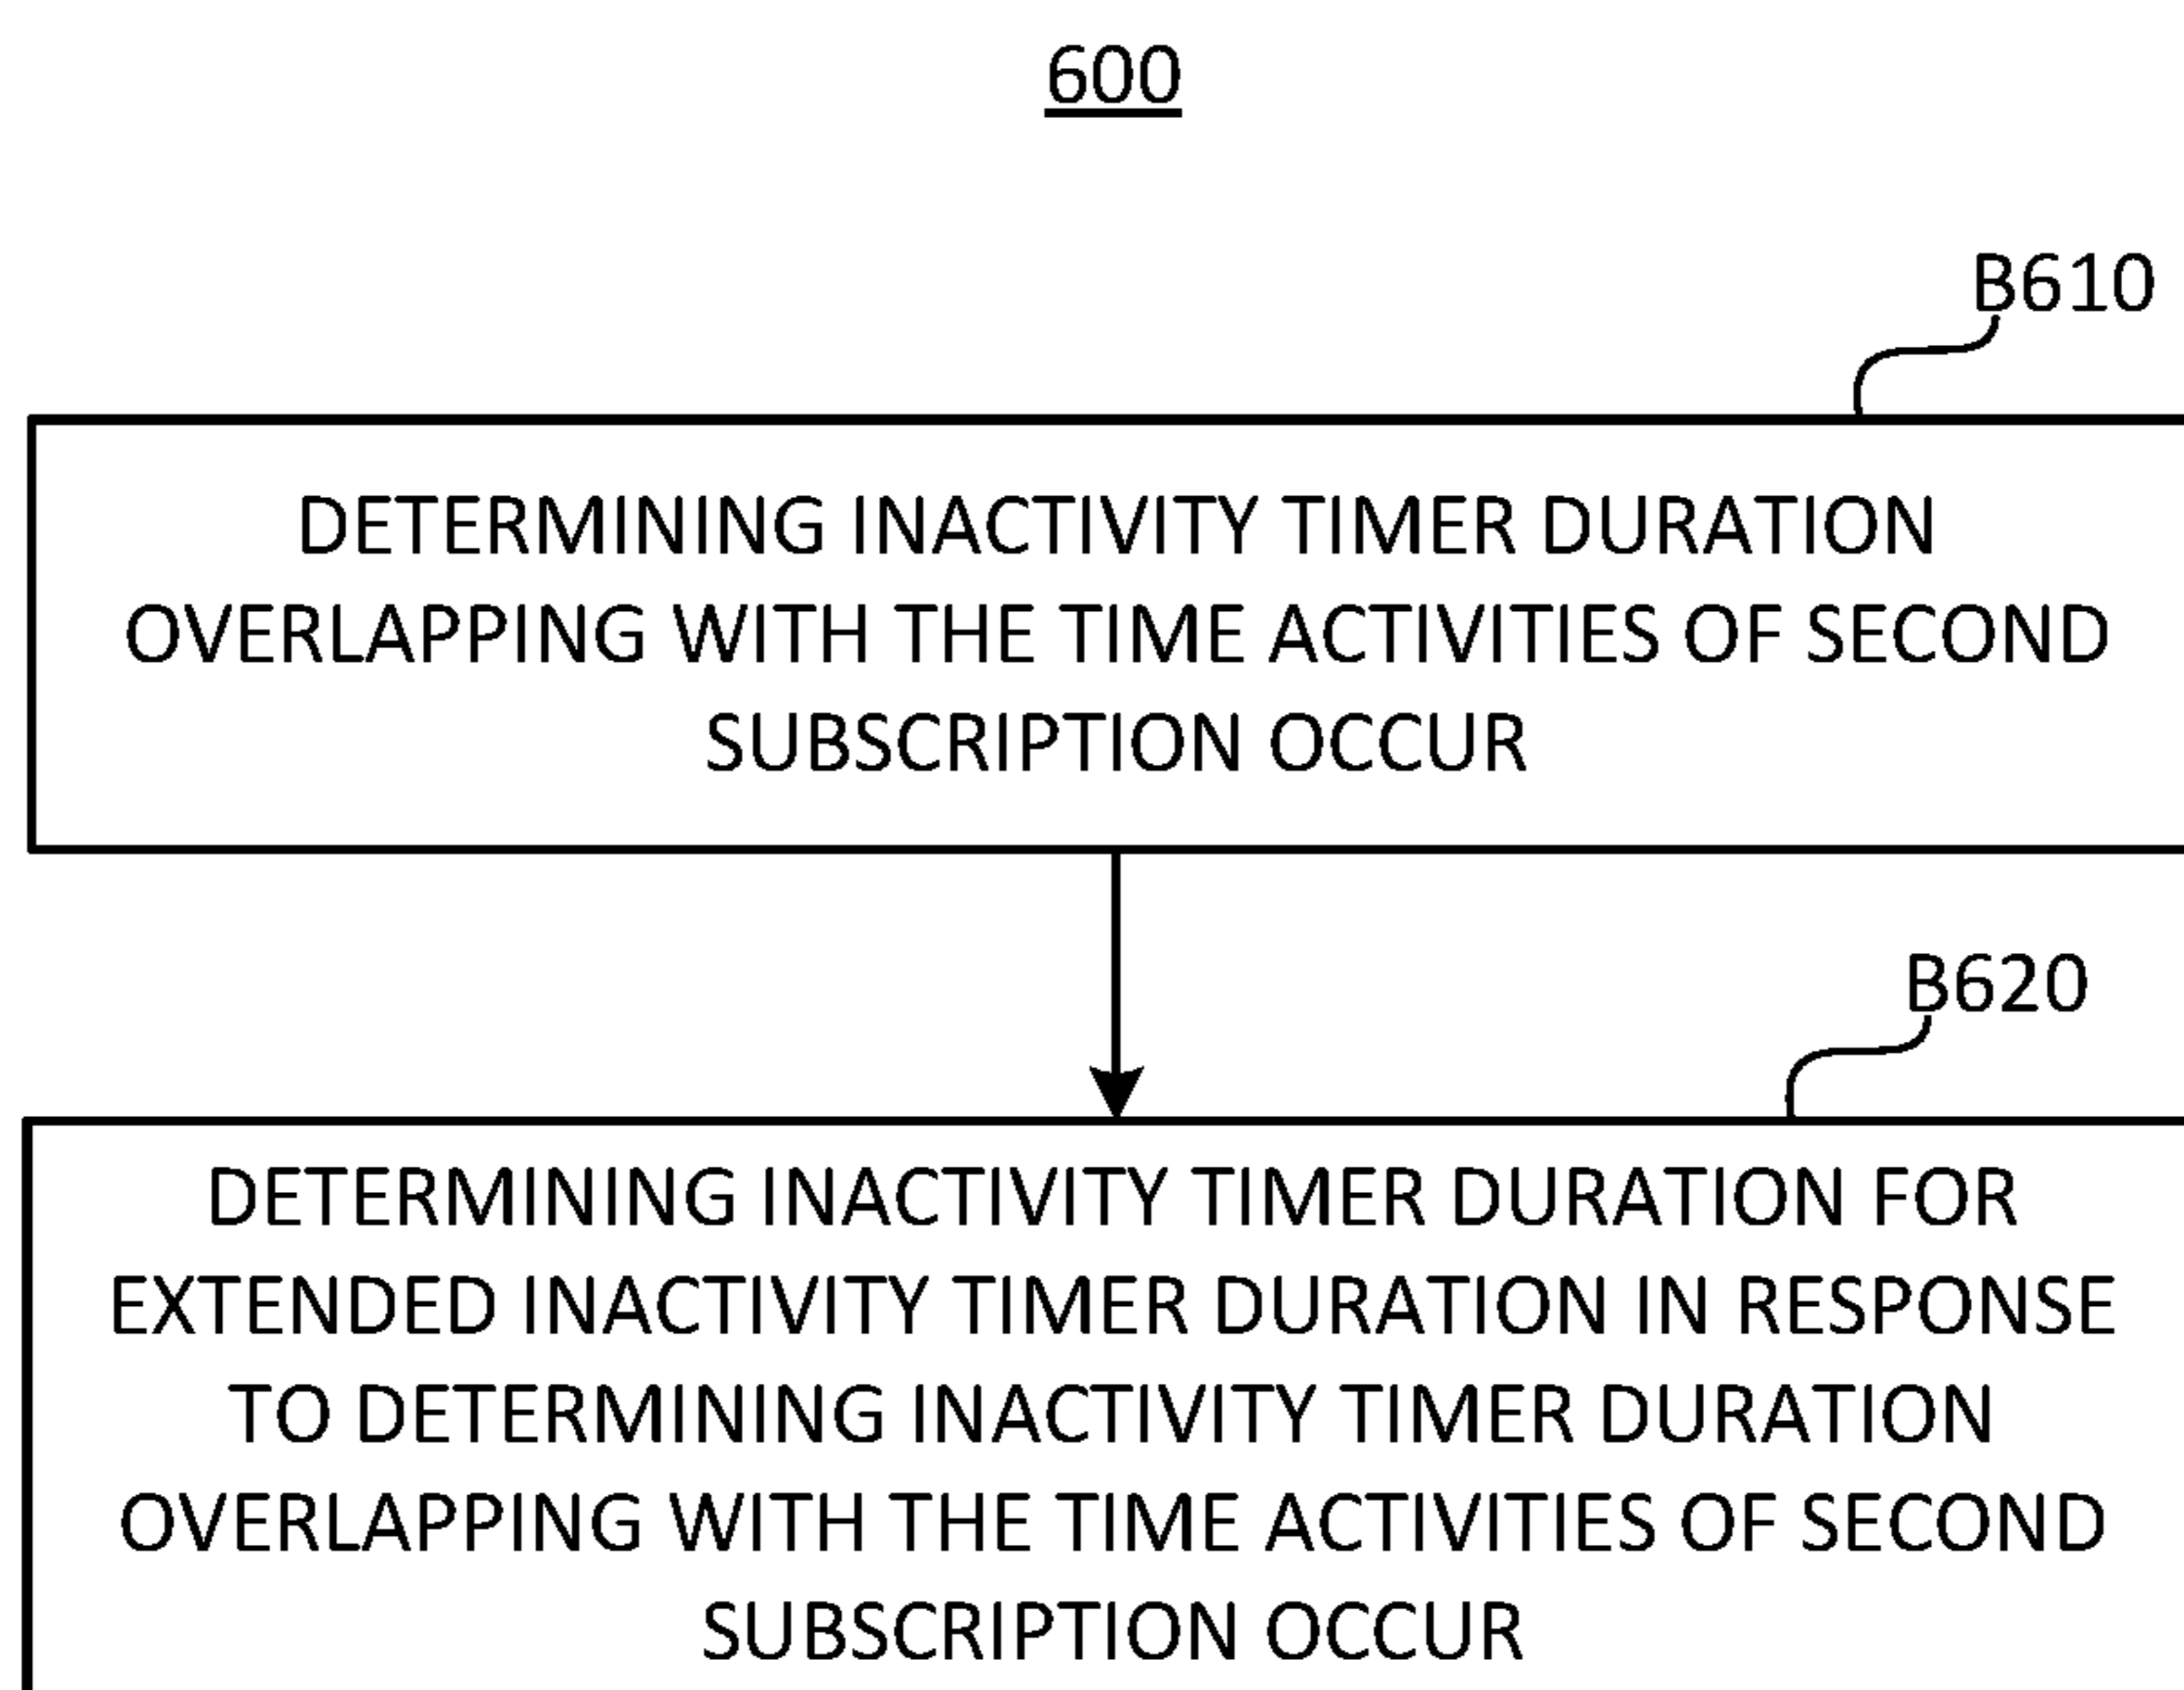 600
B610
DETERMINING INACTIVITY TIMER DURATION
OVERLAPPING WITH THE TIME ACTIVITIES OF SECOND
SUBSCRIPTION OCCUR
B620
DETERMINING INACTIVITY TIMER DURATION FOR
EXTENDED INACTIVITY TIMER DURATION IN RESPONSE
TO DETERMINING INACTIVITY TIMER DURATION
OVERLAPPING WITH THE TIME ACTIVITIES OF SECOND
SUBSCRIPTION OCCUR